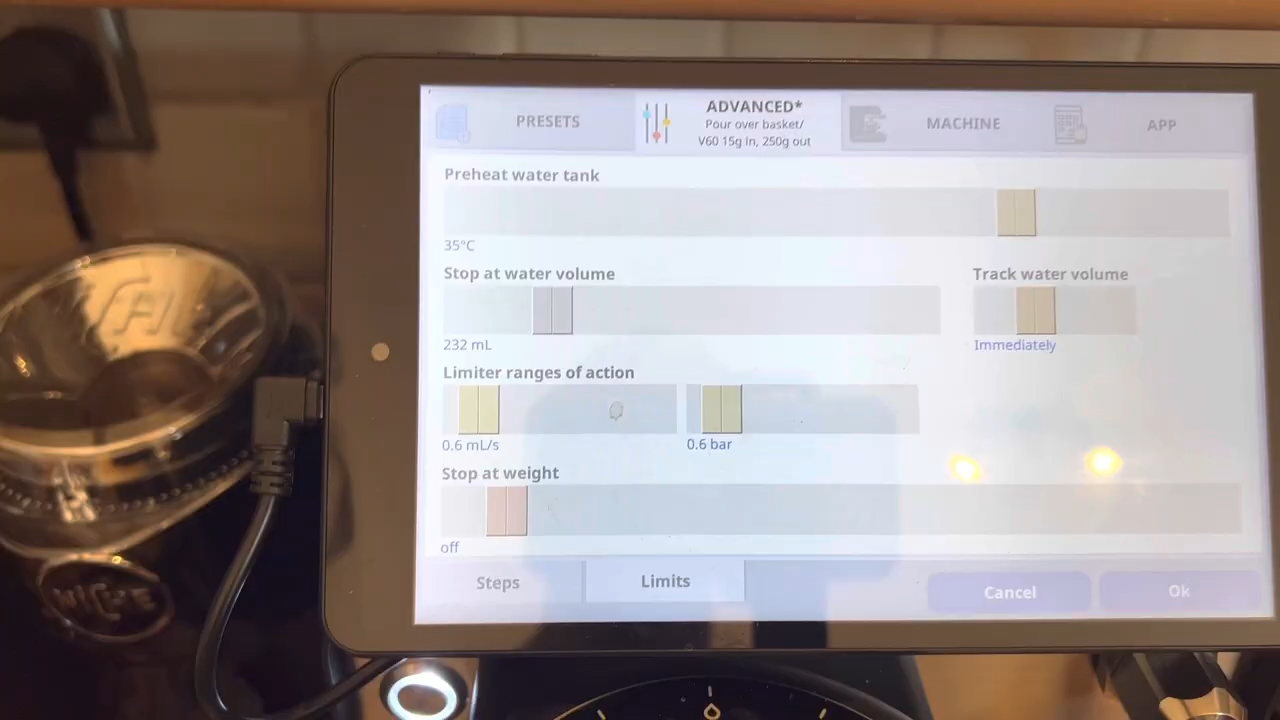 PRESETS
ADVANCED*
Pour over basket/
V60 15g in, 250g out
MACHINE
APP
Preheat water tank
35°C
Stop at water volume
Track water volume
232 mL
Immediately
Limiter ranges of action
0.6 mL/s
0.6 bar
Stop at weight
off
Steps
Limits
Cancel
Ok
NICHE